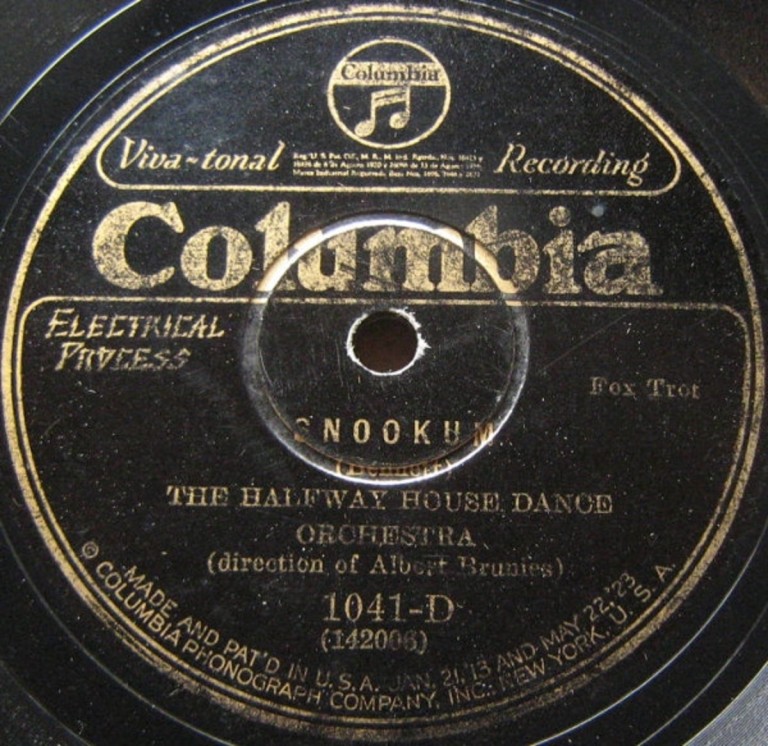 Columbia
Viva-tonal Recording
Columbia
ELECTRICAL
PROCESS
Fox Trot
SNOOKUM
THE HALFWAY HOUSE DANCE
ORCHESTRA
(direction of Albert Brunies)
1041-D
(142006)
MADE AND PAT'D IN U.S.A. JAN. 21, '13 AND MAY 22, '23
© COLUMBIA PHONOGRAPH COMPANY, INC., NEW YORK, U.S.A.